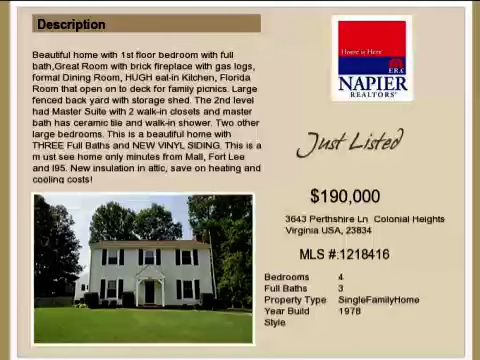 Description
Beautiful home with 1st floor bedroom with full
bath,Great Room with brick fireplace with gas logs,
formal Dining Room, HUGH eal-in Kitchen, Florida
Room that open on to deck for family picnics. Large
fenced back yard with storage shed. The 2nd level
had Master Suite with 2 walk-in closets and master
bath has ceramic tile and walk-in shower. Two other
large bedrooms. This is a beautiful home with
THREE Full Baths and NEW VINYL SIDING. This is a
m ust see home only minutes from Mall, Fort Lee
and I95. New insulation in attic, save on heating and
cooling costs!
Home is Here
E.R.C
NAPIER
REALTORS
Just Listed
$190,000
3643 Perthshire Ln Colonial Heights
Virginia USA, 23834
MLS #:1218416
Bedrooms 4
Full Baths 3
Property Type SingleFamilyHome
Year Build 1978
Style